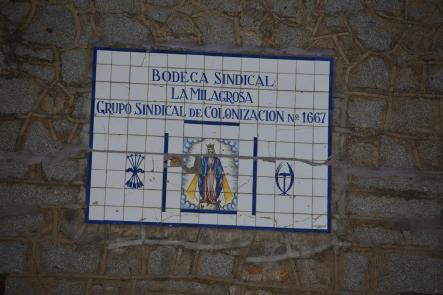 BODEGA SINDICAL
LA MILAGROSA
GRUPO SINDICAL DE COLONIZACION Nº 1667